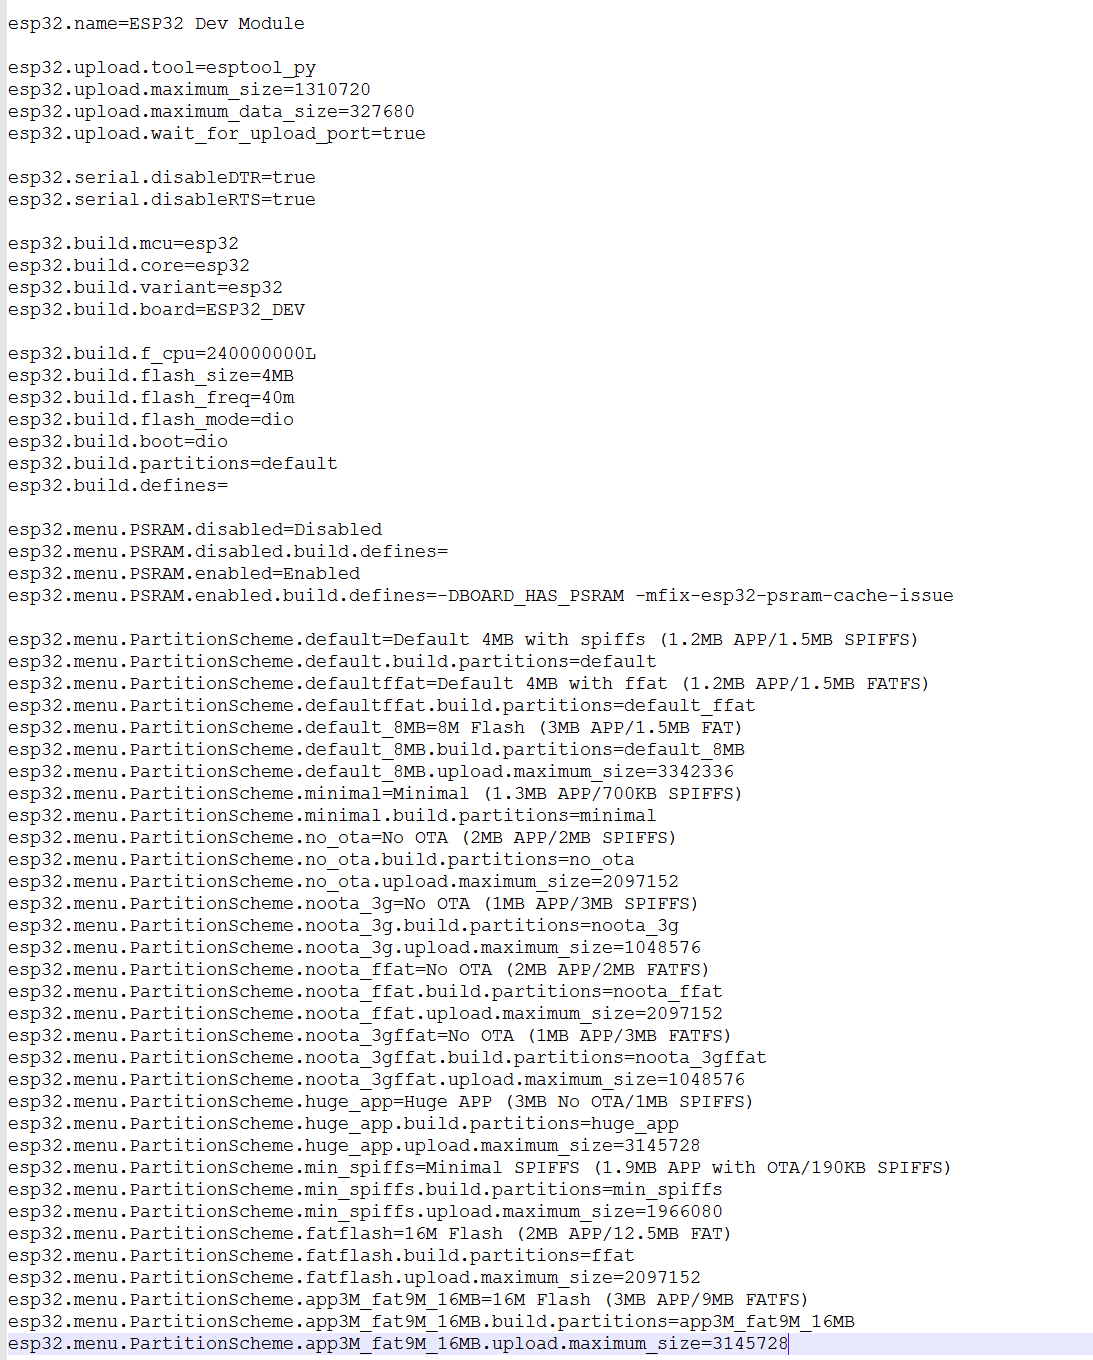 esp32.name=ESP32 Dev Module
esp32.upload.tool=esptool_py
esp32.upload.maximum_size=1310720
esp32.upload.maximum_data_size=327680
esp32.upload.wait_for_upload_port=true
esp32.serial.disableDTR=true
esp32.serial.disableRTS=true
esp32.build.mcu=esp32
esp32.build.core=esp32
esp32.build.variant=esp32
esp32.build.board=ESP32_DEV
esp32.build.f_cpu=240000000L
esp32.build.flash_size=4MB
esp32.build.flash_freq=40m
esp32.build.flash_mode=dio
esp32.build.boot=dio
esp32.build.partitions=default
esp32.build.defines=
esp32.menu.PSRAM.disabled=Disabled
esp32.menu.PSRAM.disabled.build.defines=
esp32.menu.PSRAM.enabled=Enabled
esp32.menu.PSRAM.enabled.build.defines=-DBOARD_HAS_PSRAM -mfix-esp32-psram-cache-issue
esp32.menu.PartitionScheme.default=Default 4MB with spiffs (1.2MB APP/1.5MB SPIFFS)
esp32.menu.PartitionScheme.default.build.partitions=default
esp32.menu.PartitionScheme.defaultffat=Default 4MB with ffat (1.2MB APP/1.5MB FATFS)
esp32.menu.PartitionScheme.defaultffat.build.partitions=default_ffat
esp32.menu.PartitionScheme.default_8MB=8M Flash (3MB APP/1.5MB FAT)
esp32.menu.PartitionScheme.default_8MB.build.partitions=default_8MB
esp32.menu.PartitionScheme.default_8MB.upload.maximum_size=3342336
esp32.menu.PartitionScheme.minimal=Minimal (1.3MB APP/700KB SPIFFS)
esp32.menu.PartitionScheme.minimal.build.partitions=minimal
esp32.menu.PartitionScheme.no_ota=No OTA (2MB APP/2MB SPIFFS)
esp32.menu.PartitionScheme.no_ota.build.partitions=no_ota
esp32.menu.PartitionScheme.no_ota.upload.maximum_size=2097152
esp32.menu.PartitionScheme.noota_3g=No OTA (1MB APP/3MB SPIFFS)
esp32.menu.PartitionScheme.noota_3g.build.partitions=noota_3g
esp32.menu.PartitionScheme.noota_3g.upload.maximum_size=1048576
esp32.menu.PartitionScheme.noota_ffat=No OTA (2MB APP/2MB FATFS)
esp32.menu.PartitionScheme.noota_ffat.build.partitions=noota_ffat
esp32.menu.PartitionScheme.noota_ffat.upload.maximum_size=2097152
esp32.menu.PartitionScheme.noota_3gffat=No OTA (1MB APP/3MB FATFS)
esp32.menu.PartitionScheme.noota_3gffat.build.partitions=noota_3gffat
esp32.menu.PartitionScheme.noota_3gffat.upload.maximum_size=1048576
esp32.menu.PartitionScheme.huge_app=Huge APP (3MB No OTA/1MB SPIFFS)
esp32.menu.PartitionScheme.huge_app.build.partitions=huge_app
esp32.menu.PartitionScheme.huge_app.upload.maximum_size=3145728
esp32.menu.PartitionScheme.min_spiffs=Minimal SPIFFS (1.9MB APP with OTA/190KB SPIFFS)
esp32.menu.PartitionScheme.min_spiffs.build.partitions=min_spiffs
esp32.menu.PartitionScheme.min_spiffs.upload.maximum_size=1966080
esp32.menu.PartitionScheme.fatflash=16M Flash (2MB APP/12.5MB FAT)
esp32.menu.PartitionScheme.fatflash.build.partitions=ffat
esp32.menu.PartitionScheme.fatflash.upload.maximum_size=2097152
esp32.menu.PartitionScheme.app3M_fat9M_16MB=16M Flash (3MB APP/9MB FATFS)
esp32.menu.PartitionScheme.app3M_fat9M_16MB.build.partitions=app3M_fat9M_16MB
esp32.menu.PartitionScheme.app3M_fat9M_16MB.upload.maximum_size=3145728